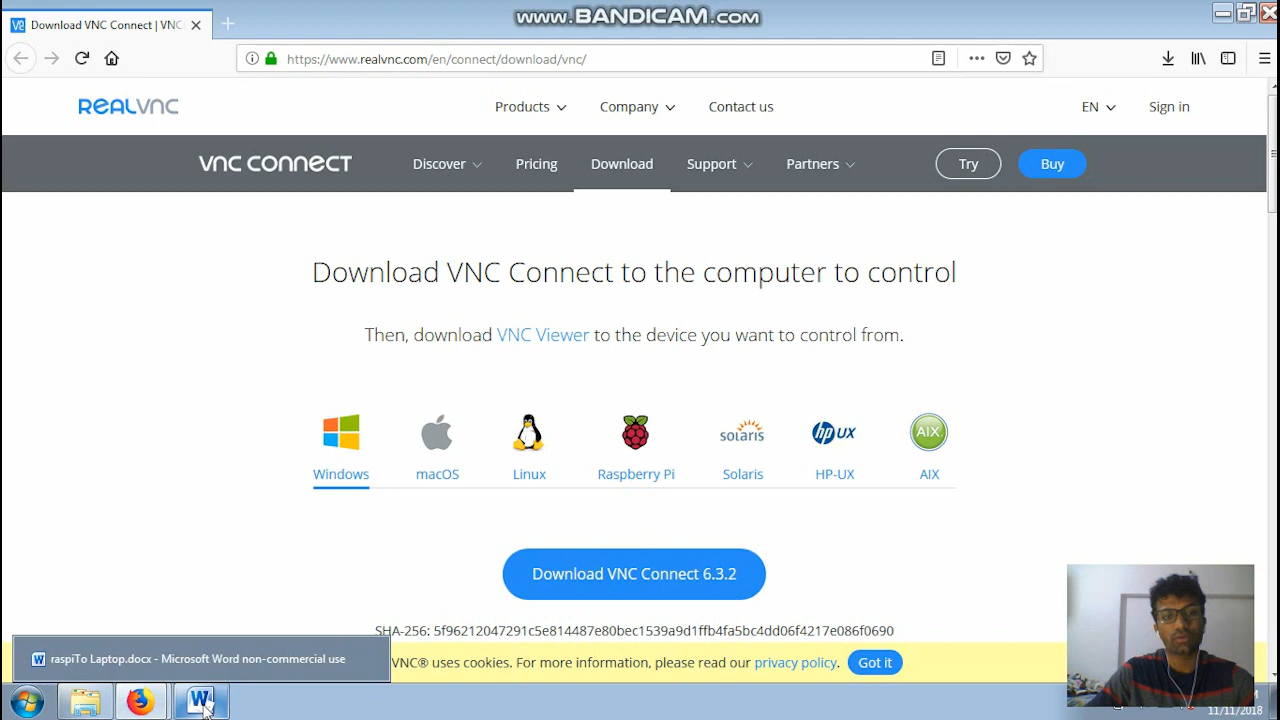 www.BANDICAM.com
Download VNC Connect | VNC
https://www.realvnc.com/en/connect/download/vnc/
REALVNC
Products
Company
Contact us
EN
Sign in
VNC CONNECT
Discover
Pricing
Download
Support
Partners
Try
Buy
Download VNC Connect to the computer to control
Then, download VNC Viewer to the device you want to control from.
solaris
hp UX
AIX
Windows
macOS
Linux
Raspberry Pi
Solaris
HP-UX
AIX
Download VNC Connect 6.3.2
SHA-256: 5f96212047291c5e814487e80bec1539a9d1ffb4fa5bc4dd06f4217e086f0690
raspiTo Laptop.docx - Microsoft Word non-commercial use
VNC® uses cookies. For more information, please read our privacy policy.
Got it
11/11/2018